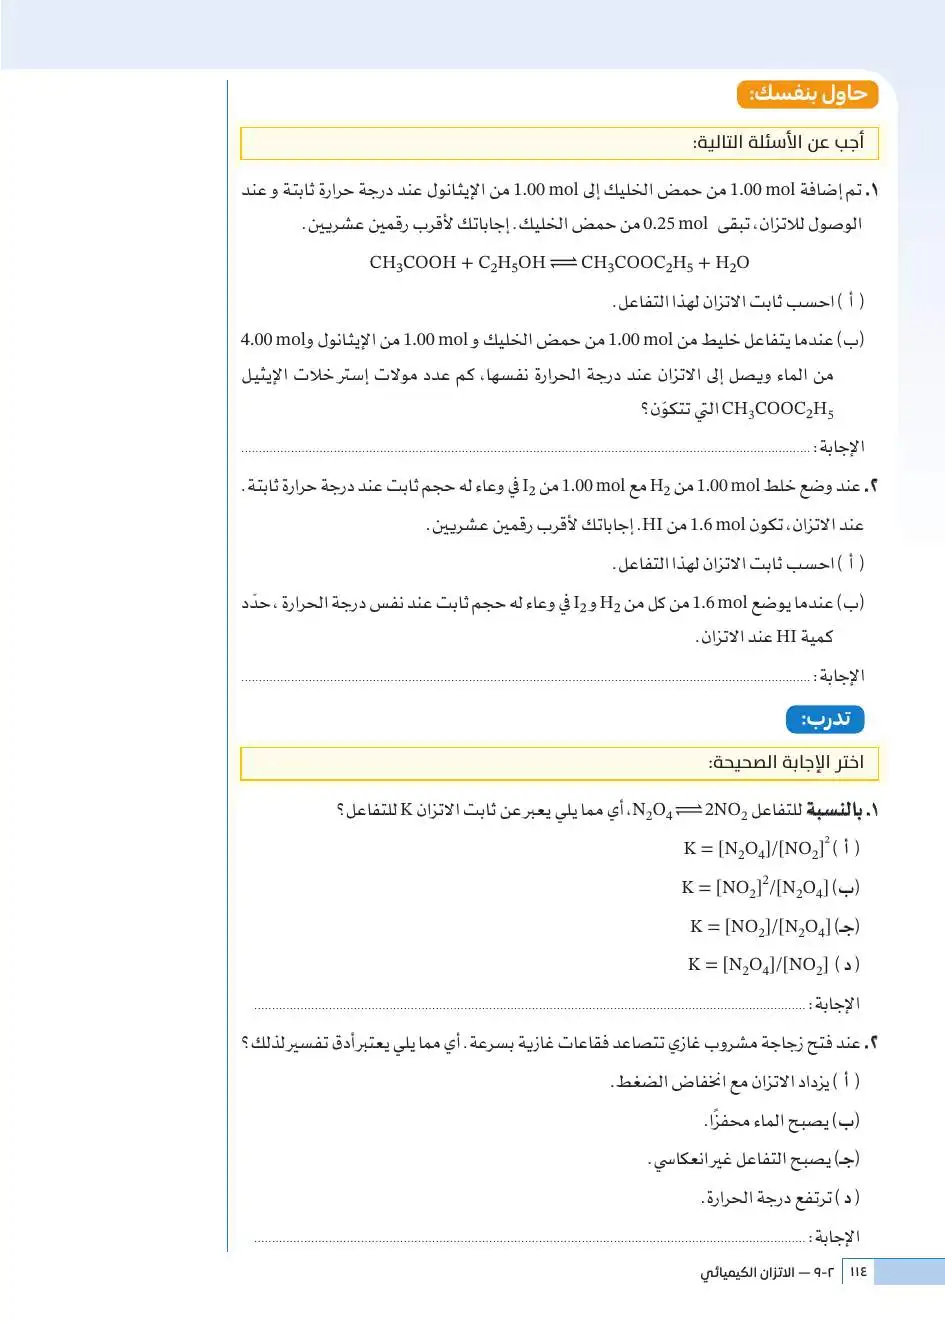 حاول بنفسك:
أجب عن الأسئلة التالية:
١. تم إضافة 1.00 mol من حمض الخليك إلى 1.00 mol من الإيثانول عند درجة حرارة ثابتة و عند
الوصول للاتزان، تبقى 0.25 mol من حمض الخليك. إجاباتك لأقرب رقمين عشريين.
CH₃COOH + C₂H₅OH ⇌ CH₃COOC₂H₅ + H₂O
( أ ) احسب ثابت الاتزان لهذا التفاعل.
(ب) عندما يتفاعل خليط من 1.00 mol من حمض الخليك و 1.00 mol من الإيثانول و4.00 mol
من الماء ويصل إلى الاتزان عند درجة الحرارة نفسها، كم عدد مولات إستر خلات الإيثيل
CH₃COOC₂H₅ التي تتكوّن؟
الإجابة: ........................................................................
٢. عند وضع خلط 1.00 mol من H₂ مع 1.00 mol من I₂ في وعاء له حجم ثابت عند درجة حرارة ثابتة.
عند الاتزان، تكون 1.6 mol من HI. إجاباتك لأقرب رقمين عشريين.
( أ ) احسب ثابت الاتزان لهذا التفاعل.
(ب) عندما يوضع 1.6 mol من كل من H₂ و I₂ في وعاء له حجم ثابت عند نفس درجة الحرارة ، حدّد
كمية HI عند الاتزان.
الإجابة: ........................................................................
تدرب:
اختر الإجابة الصحيحة:
١. بالنسبة للتفاعل N₂O₄ ⇌ 2NO₂، أي مما يلي يعبر عن ثابت الاتزان K للتفاعل؟
( أ ) K = [N₂O₄]/[NO₂]²
(ب) K = [NO₂]²/[N₂O₄]
(جـ) K = [NO₂]/[N₂O₄]
( د ) K = [N₂O₄]/[NO₂]
الإجابة: ........................................................................
٢. عند فتح زجاجة مشروب غازي تتصاعد فقاعات غازية بسرعة. أي مما يلي يعتبر أدق تفسير لذلك؟
( أ ) يزداد الاتزان مع انخفاض الضغط.
(ب) يصبح الماء محفزًا.
(جـ) يصبح التفاعل غير انعكاسي.
( د ) ترتفع درجة الحرارة.
الإجابة: ........................................................................
١١٤ ٢-٩ — الاتزان الكيميائي